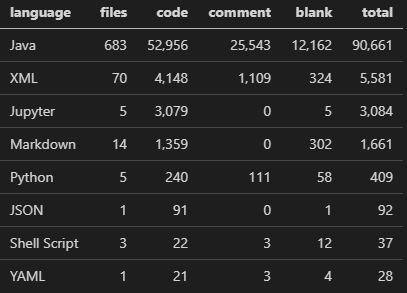 language files code comment blank total
Java 683 52,956 25,543 12,162 90,661
XML 70 4,148 1,109 324 5,581
Jupyter 5 3,079 0 5 3,084
Markdown 14 1,359 0 302 1,661
Python 5 240 111 58 409
JSON 1 91 0 1 92
Shell Script 3 22 3 12 37
YAML 1 21 3 4 28